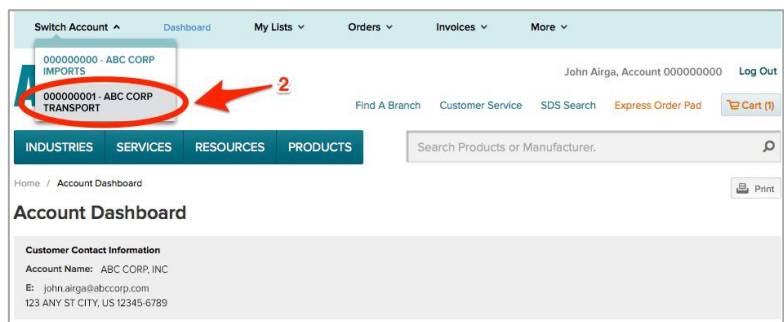 Switch Account Dashboard My Lists Orders Invoices More
000000000 - ABC CORP
IMPORTS
000000001 - ABC CORP
TRANSPORT
2
John Airga, Account 000000000 Log Out
Find A Branch Customer Service SDS Search Express Order Pad Cart (1)
INDUSTRIES SERVICES RESOURCES PRODUCTS Search Products or Manufacturer.
Home / Account Dashboard
Print
Account Dashboard
Customer Contact Information
Account Name: ABC CORP, INC
E: john.airga@abccorp.com
123 ANY ST CITY, US 12345-6789